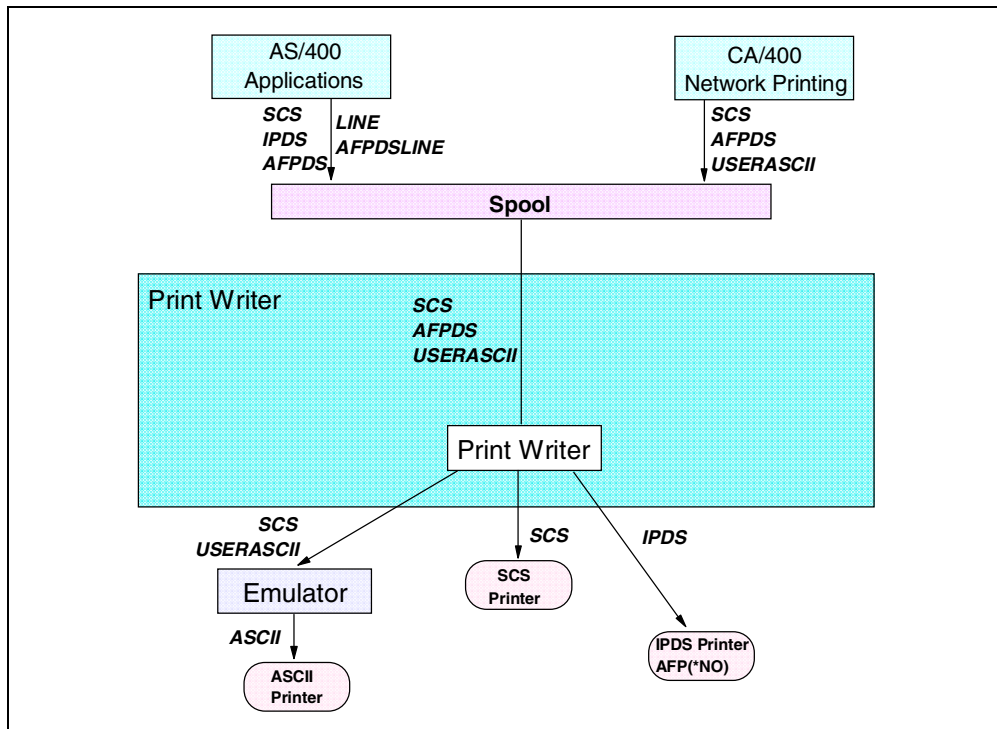 AS/400
Applications
CA/400
Network Printing
SCS
IPDS
AFPDS
LINE
AFPDSLINE
SCS
AFPDS
USERASCII
Spool
Print Writer
SCS
AFPDS
USERASCII
Print Writer
SCS
USERASCII
SCS
IPDS
Emulator
SCS
Printer
ASCII
IPDS Printer
AFP(*NO)
ASCII
Printer